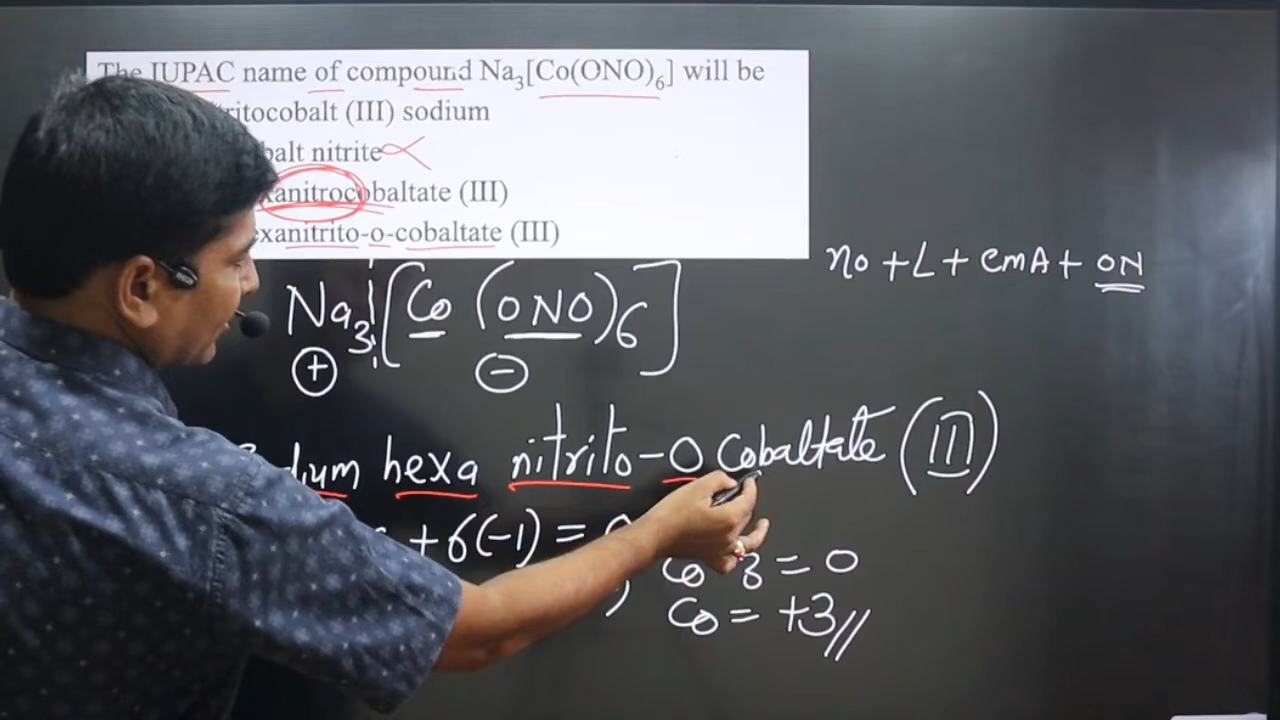 The IUPAC name of compound Na₃[Co(ONO)₆] will be
ritocobalt (III) sodium
balt nitrite
xanitrocobaltate (III)
exanitrito-o-cobaltate (III)
no + L + CmA + ON
Na₃[Co(ONO)₆]
+ −
dium hexa nitrito-O Cobaltate (III)
+ 6(-1) = 0
Co 3 = 0
Co = +3//